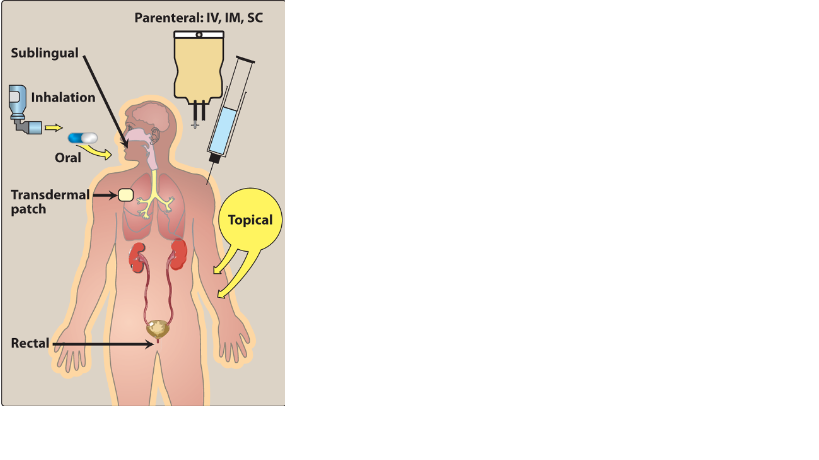 Parenteral: IV, IM, SC
Sublingual
Inhalation
Oral
Transdermal
patch
Topical
Rectal